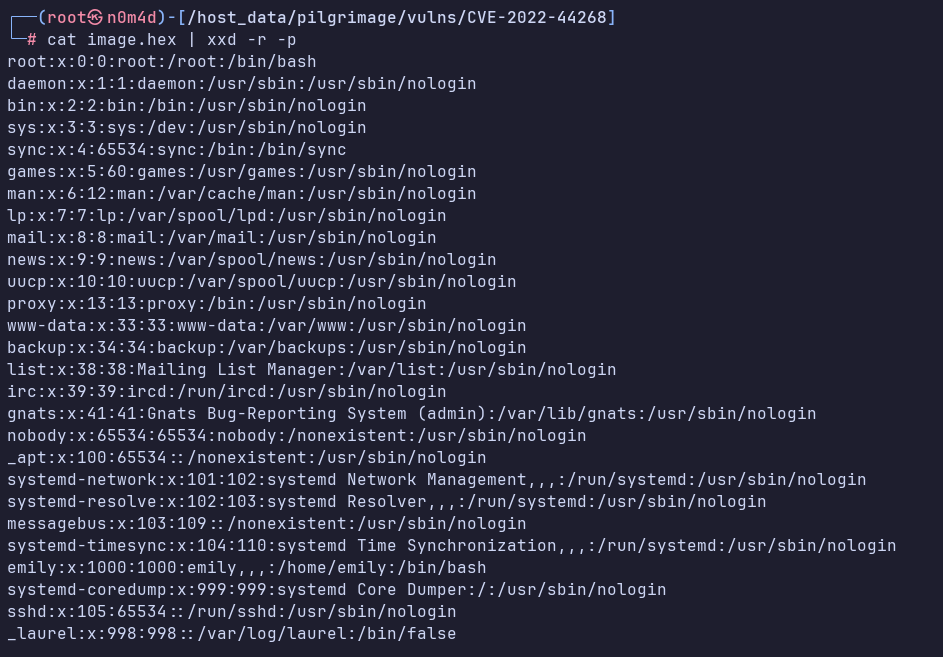 ┌──(root㉿n0m4d)-[/host_data/pilgrimage/vulns/CVE-2022-44268]
└─# cat image.hex | xxd -r -p
root:x:0:0:root:/root:/bin/bash
daemon:x:1:1:daemon:/usr/sbin:/usr/sbin/nologin
bin:x:2:2:bin:/bin:/usr/sbin/nologin
sys:x:3:3:sys:/dev:/usr/sbin/nologin
sync:x:4:65534:sync:/bin:/bin/sync
games:x:5:60:games:/usr/games:/usr/sbin/nologin
man:x:6:12:man:/var/cache/man:/usr/sbin/nologin
lp:x:7:7:lp:/var/spool/lpd:/usr/sbin/nologin
mail:x:8:8:mail:/var/mail:/usr/sbin/nologin
news:x:9:9:news:/var/spool/news:/usr/sbin/nologin
uucp:x:10:10:uucp:/var/spool/uucp:/usr/sbin/nologin
proxy:x:13:13:proxy:/bin:/usr/sbin/nologin
www-data:x:33:33:www-data:/var/www:/usr/sbin/nologin
backup:x:34:34:backup:/var/backups:/usr/sbin/nologin
list:x:38:38:Mailing List Manager:/var/list:/usr/sbin/nologin
irc:x:39:39:ircd:/run/ircd:/usr/sbin/nologin
gnats:x:41:41:Gnats Bug-Reporting System (admin):/var/lib/gnats:/usr/sbin/nologin
nobody:x:65534:65534:nobody:/nonexistent:/usr/sbin/nologin
_apt:x:100:65534::/nonexistent:/usr/sbin/nologin
systemd-network:x:101:102:systemd Network Management,,,:/run/systemd:/usr/sbin/nologin
systemd-resolve:x:102:103:systemd Resolver,,,:/run/systemd:/usr/sbin/nologin
messagebus:x:103:109::/nonexistent:/usr/sbin/nologin
systemd-timesync:x:104:110:systemd Time Synchronization,,,:/run/systemd:/usr/sbin/nologin
emily:x:1000:1000:emily,,,:/home/emily:/bin/bash
systemd-coredump:x:999:999:systemd Core Dumper:/:/usr/sbin/nologin
sshd:x:105:65534::/run/sshd:/usr/sbin/nologin
_laurel:x:998:998::/var/log/laurel:/bin/false